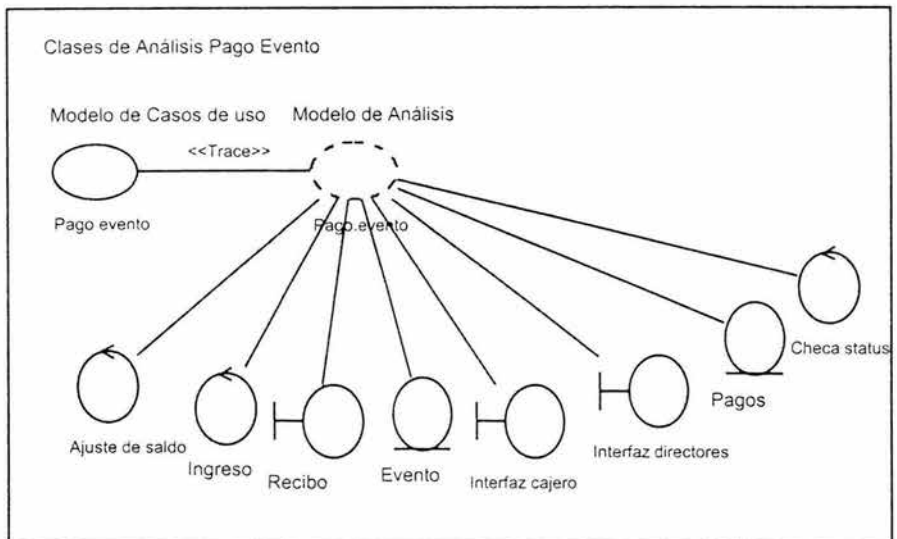 Clases de Análisis Pago Evento
Modelo de Casos de uso Modelo de Análisis
<<Trace>>
Pago evento
Pago.evento
Checa status
Pagos
Interfaz directores
Ajuste de saldo
Ingreso
Recibo
Evento
Interfaz cajero